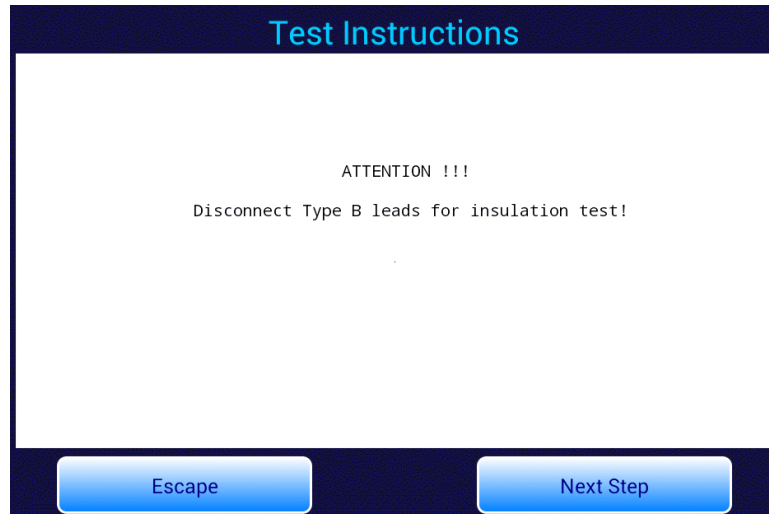 Test Instructions
ATTENTION !!!
Disconnect Type B leads for insulation test!
Escape
Next Step